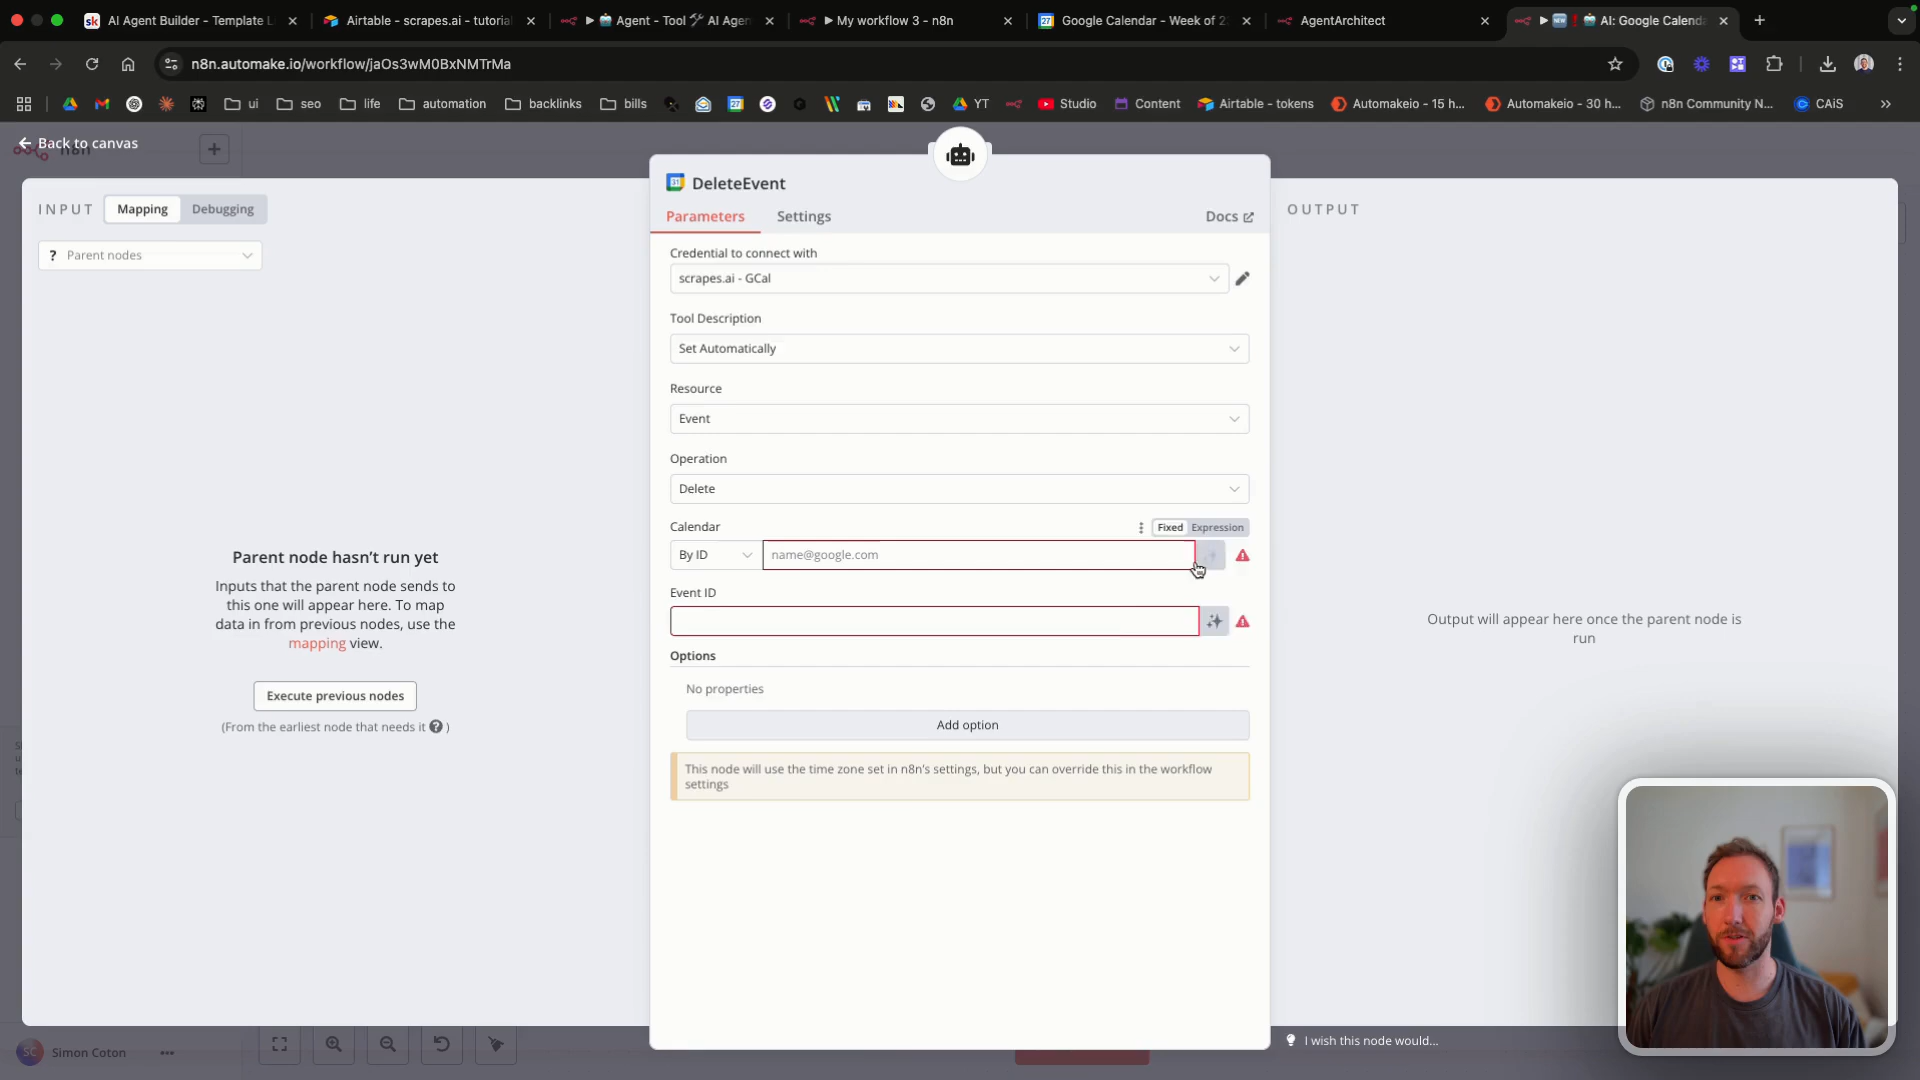 AI Agent Builder - Template L
Airtable - scrapes.ai - tutorial
Agent - Tool AI Agen
My workflow 3 - n8n
Google Calendar - Week of 2
AgentArchitect
AI: Google Calenda
n8n.automake.io/workflow/jaOs3wM0BxNMTrMa
ui
seo
life
automation
backlinks
bills
YT
Studio
Content
Airtable - tokens
Automakeio - 15 h...
Automakeio - 30 h...
n8n Community N...
CAiS
Back to canvas
n8n
INPUT
Mapping
Debugging
? Parent nodes
Parent node hasn't run yet
Inputs that the parent node sends to
this one will appear here. To map
data in from previous nodes, use the
mapping view.
Execute previous nodes
(From the earliest node that needs it ? )
DeleteEvent
Parameters
Settings
Docs
Credential to connect with
scrapes.ai - GCal
Tool Description
Set Automatically
Resource
Event
Operation
Delete
Calendar
Fixed
Expression
By ID
name@google.com
Event ID
Options
No properties
Add option
This node will use the time zone set in n8n's settings, but you can override this in the workflow
settings
OUTPUT
Output will appear here once the parent node is
run
SC
Simon Coton
I wish this node would...